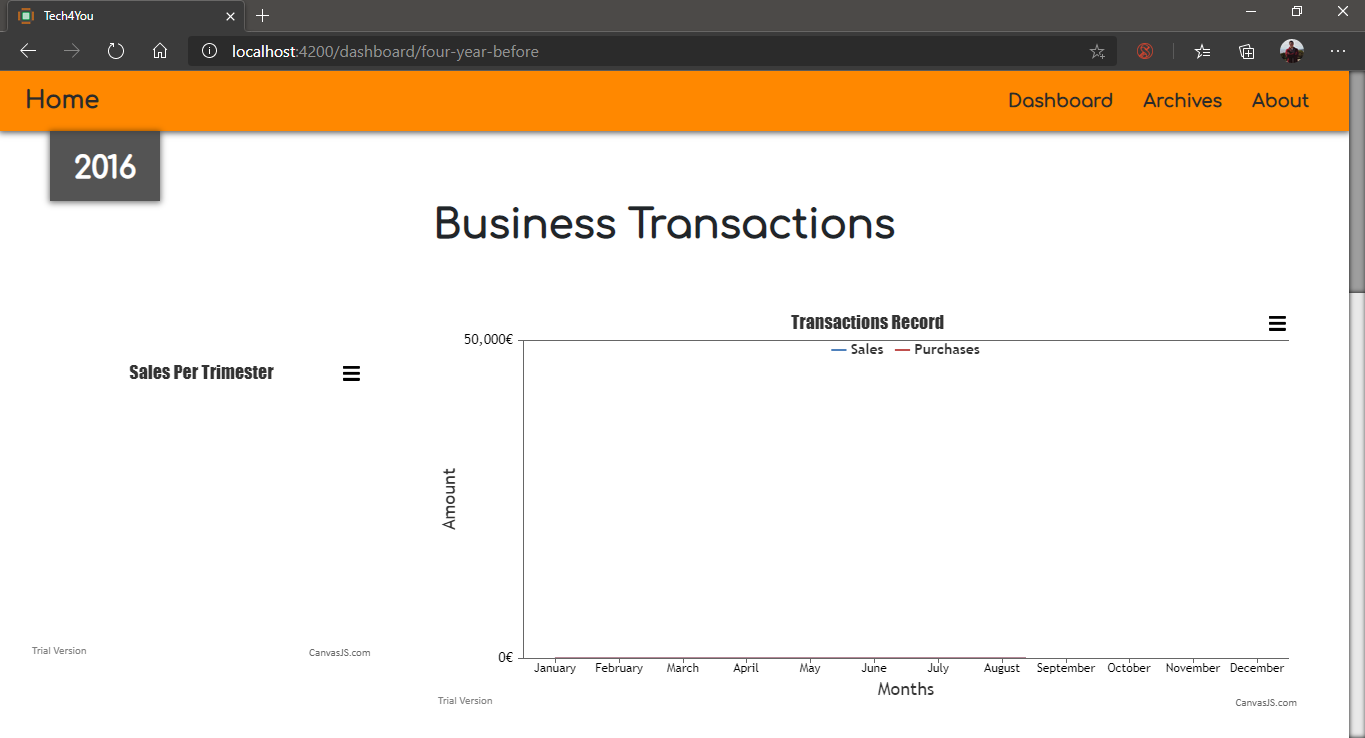 Tech4You
localhost:4200/dashboard/four-year-before
Home
Dashboard
Archives
About
2016
Business Transactions
Sales Per Trimester
Trial Version
CanvasJS.com
Transactions Record
Sales
Purchases
50,000€
Amount
0€
January February March April May June July August September October November December
Months
Trial Version
CanvasJS.com